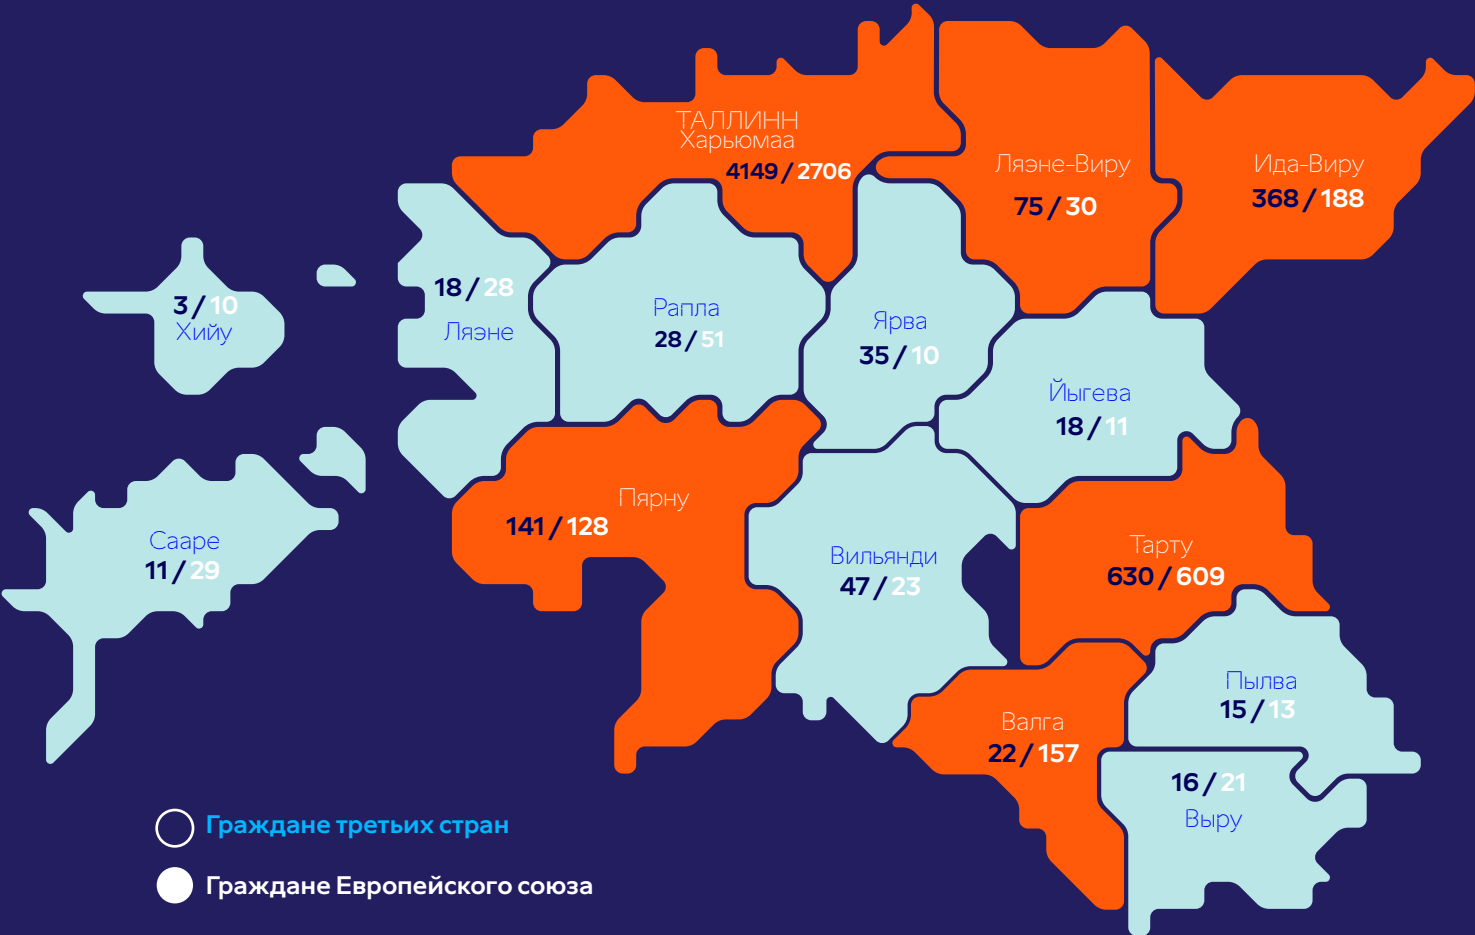 ТАЛЛИНН
Харьюмаа
4149 / 2706
Ляэне-Виру
75 / 30
Ида-Виру
368 / 188
3 / 10
Хийу
18 / 28
Ляэне
Рапла
28 / 51
Ярва
35 / 10
Йыгева
18 / 11
Сааре
11 / 29
Пярну
141 / 128
Вильянди
47 / 23
Тарту
630 / 609
Пылва
15 / 13
Валга
22 / 157
16 / 21
Выру
Граждане третьих стран
Граждане Европейского союза